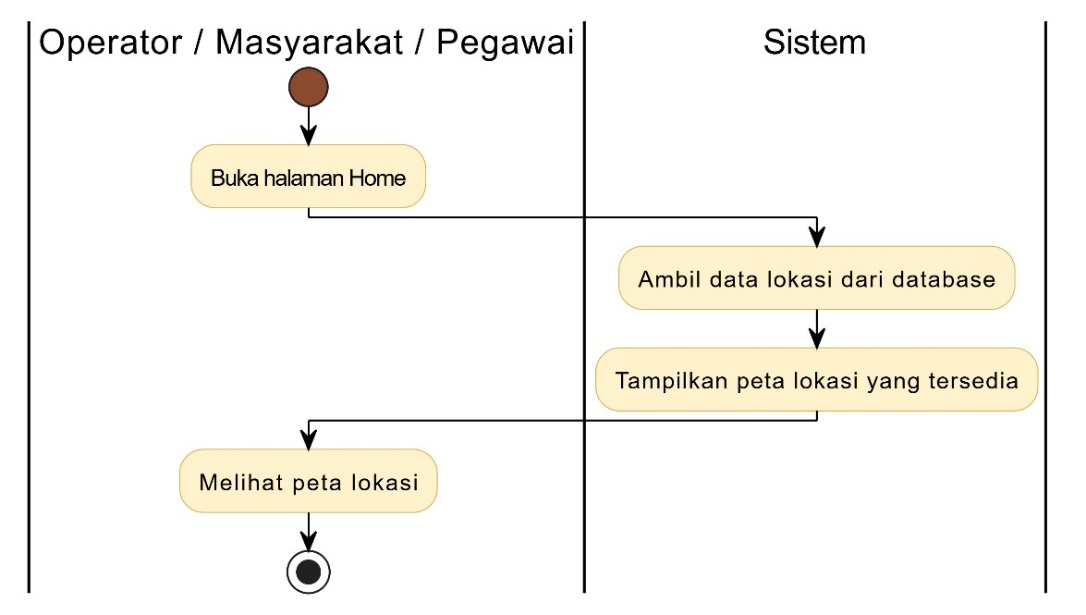 Operator / Masyarakat / Pegawai
Sistem
Buka halaman Home
Ambil data lokasi dari database
Tampilkan peta lokasi yang tersedia
Melihat peta lokasi